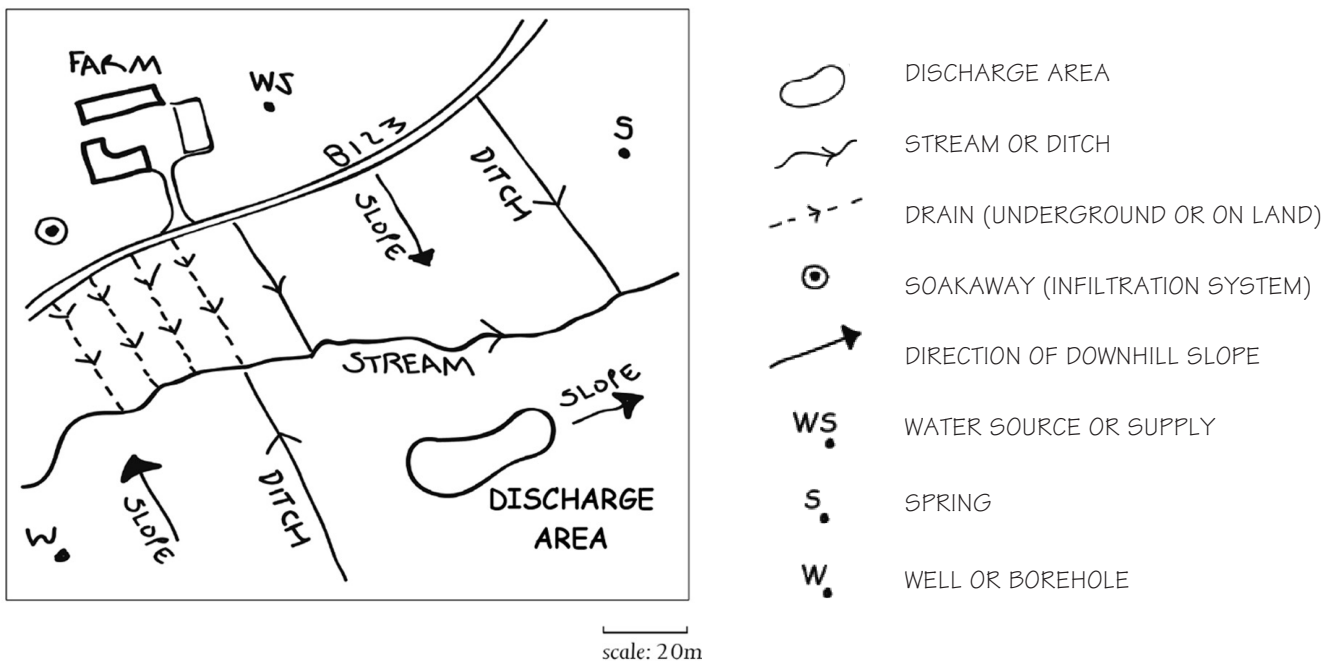 FARM
WS
S
B123
DITCH
SLOPE
STREAM
SLOPE
SLOPE
DITCH
DISCHARGE
AREA
W
scale: 20m
DISCHARGE AREA
STREAM OR DITCH
DRAIN (UNDERGROUND OR ON LAND)
SOAKAWAY (INFILTRATION SYSTEM)
DIRECTION OF DOWNHILL SLOPE
WS
WATER SOURCE OR SUPPLY
S
SPRING
W
WELL OR BOREHOLE